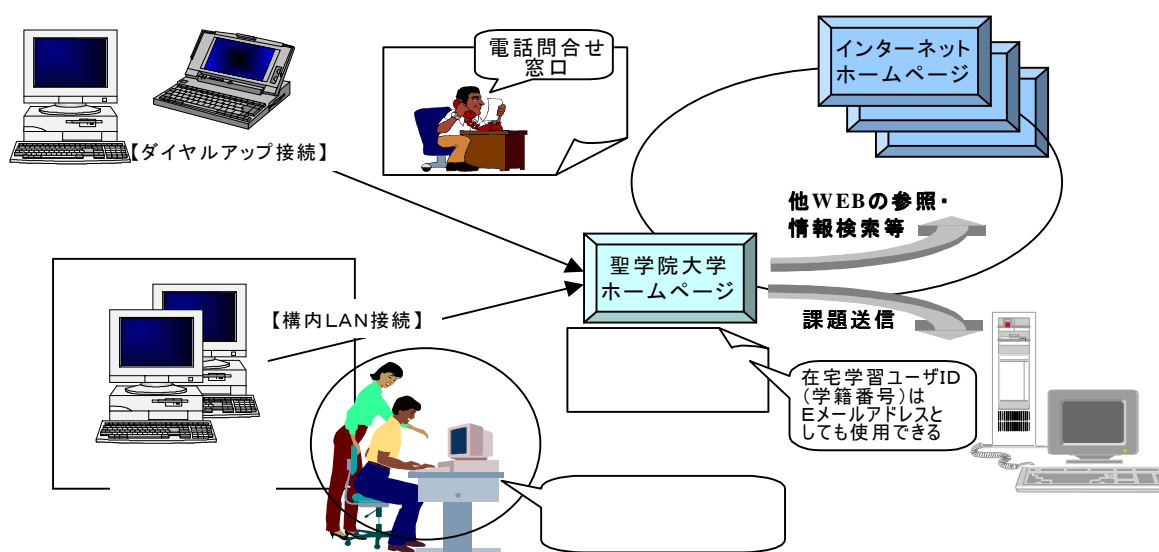 電話問合せ
窓口
インターネット
ホームページ
【ダイヤルアップ接続】
他WEBの参照・
情報検索等
聖学院大学
ホームページ
【構内LAN接続】
課題送信
在宅学習ユーザID
(学籍番号)は
Eメールアドレスと
しても使用できる